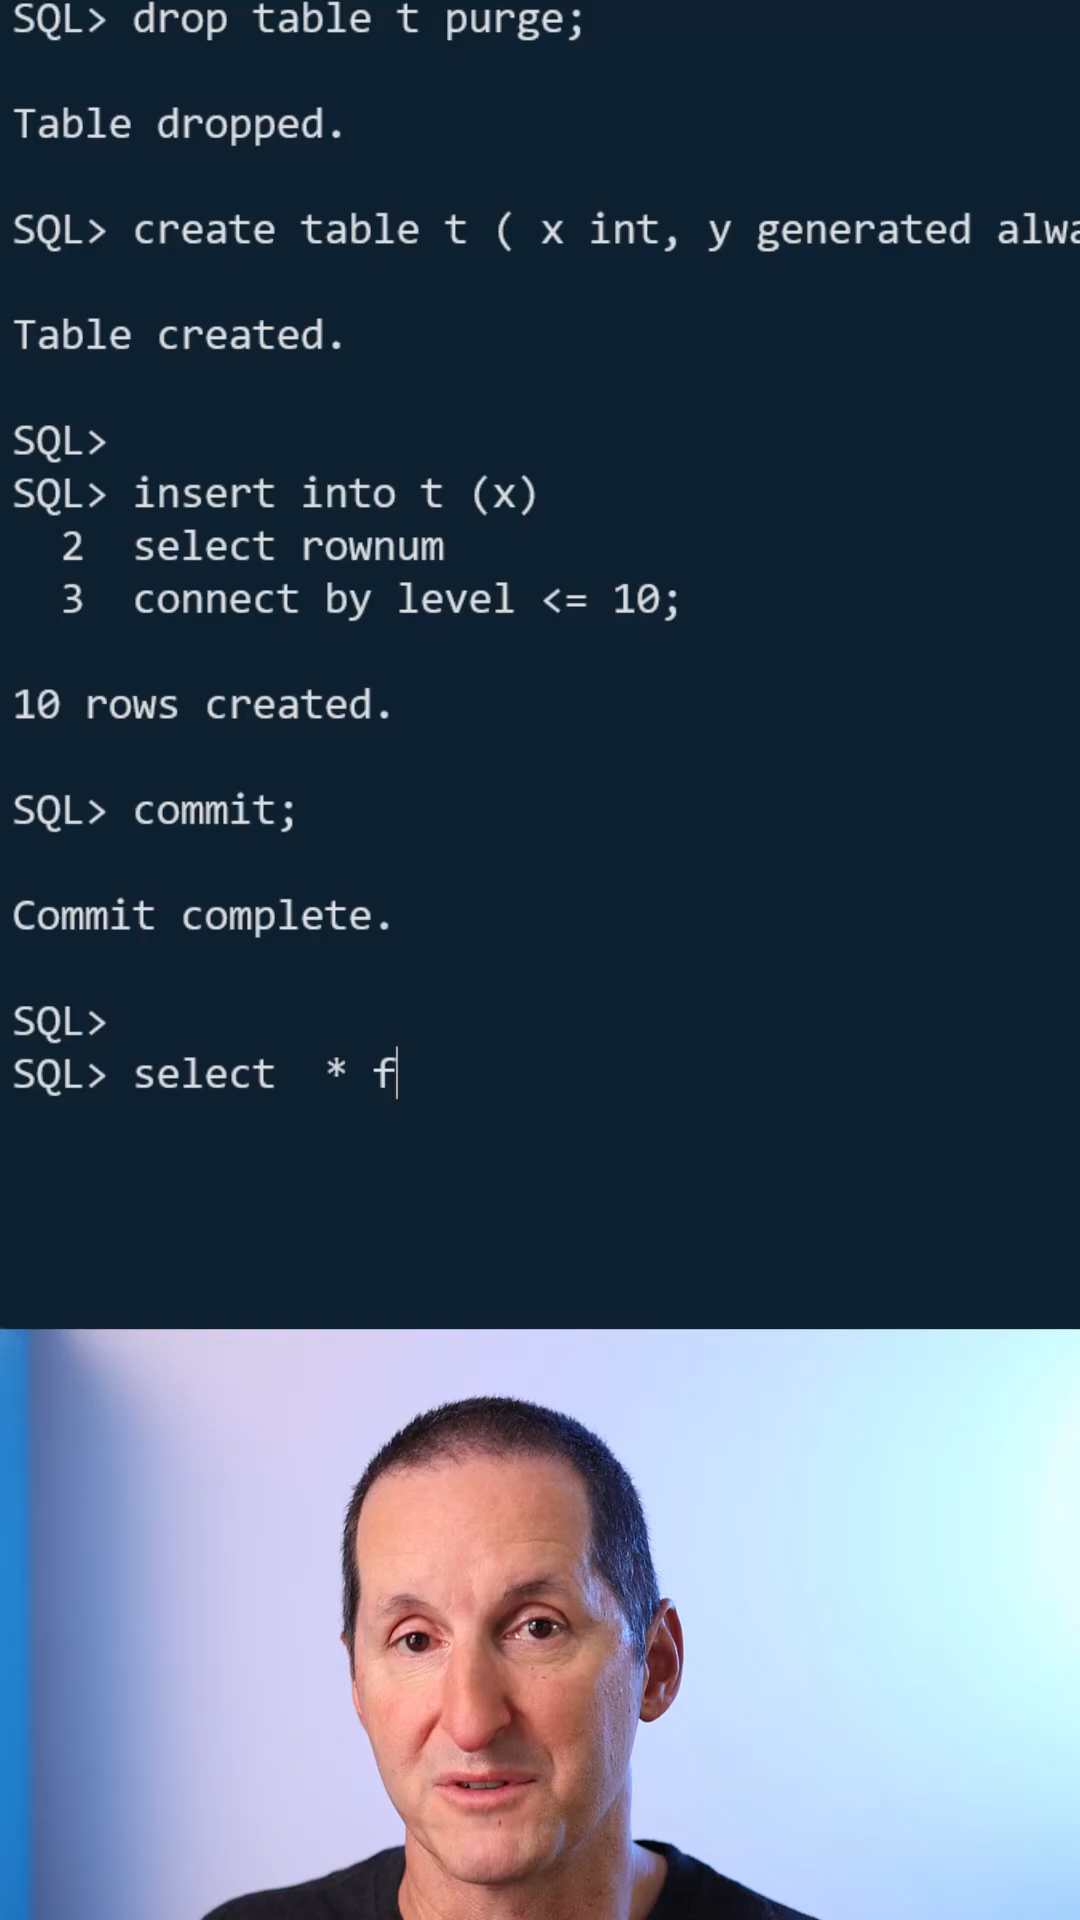 SQL> drop table t purge;
Table dropped.
SQL> create table t ( x int, y generated
Table created.
SQL>
SQL> insert into t (x)
2 select rownum
3 connect by level <= 10;
10 rows created.
SQL> commit;
Commit complete.
SQL>
SQL> select  * f